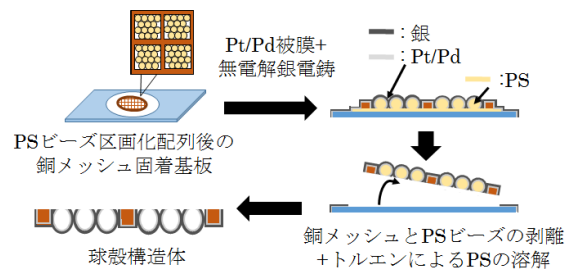 Pt/Pd被膜+
無電解銀電鋳
:銀
:Pt/Pd
:PS
PSビーズ区画化配列後の
銅メッシュ固着基板
銅メッシュとPSビーズの剥離
+トルエンによるPSの溶解
球殻構造体